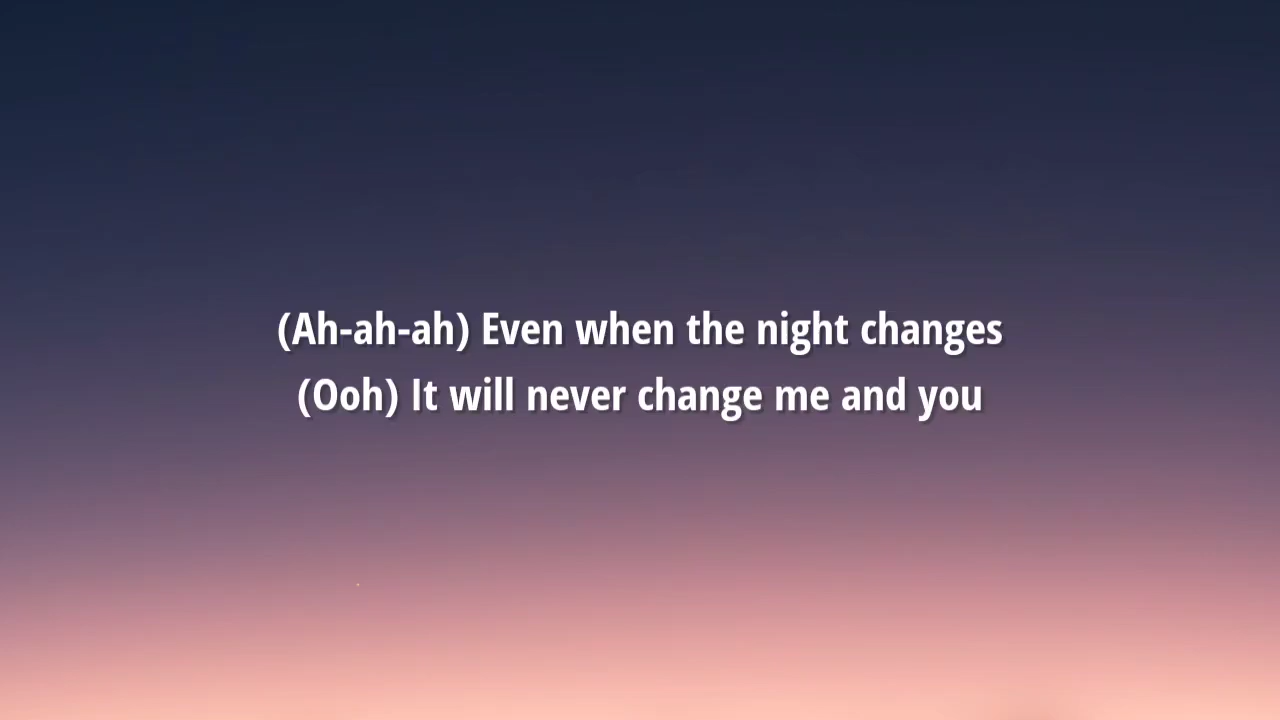 (Ah-ah-ah) Even when the night changes
(Ooh) It will never change me and you